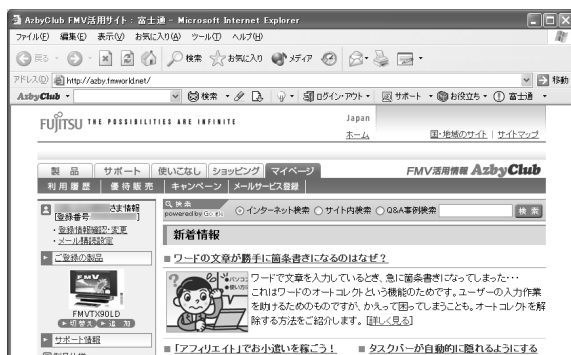 AzbyClub FMV活用サイト : 富士通 - Microsoft Internet Explorer
ファイル(F) 編集(E) 表示(V) お気に入り(A) ツール(T) ヘルプ(H)
戻る 検索 お気に入り メディア
アドレス(D) http://azby.fmworld.net/ 移動
AzbyClub 検索 ログイン・アウト サポート お役立ち 富士通
FUJITSU THE POSSIBILITIES ARE INFINITE Japan
ホーム 国・地域のサイト | サイトマップ
製品 サポート 使いこなし ショッピング マイページ FMV活用情報 AzbyClub
利用履歴 優待販売 キャンペーン メールサービス登録
さま情報
[登録番号 ]
・登録情報確認・変更
・メール購読設定
ご登録の製品
FMV
FMVTX90LD
切替え 追加
サポート情報
検索 powered by Google インターネット検索 サイト内検索 Q&A事例検索 検索
新着情報
ワードの文章が勝手に箇条書きになるのはなぜ?
ワードで文章を入力しているとき、急に箇条書きになってしまった・・・
これはワードのオートコレクトという機能のためです。ユーザーの入力作業
を助けるためのものですが、かえって困ってしまうことも。オートコレクトを解
除する方法をご紹介します。[詳しく見る]
「アフィリエイト」でお小遣いを稼ごう! タスクバーが自動的に隠れるようにする